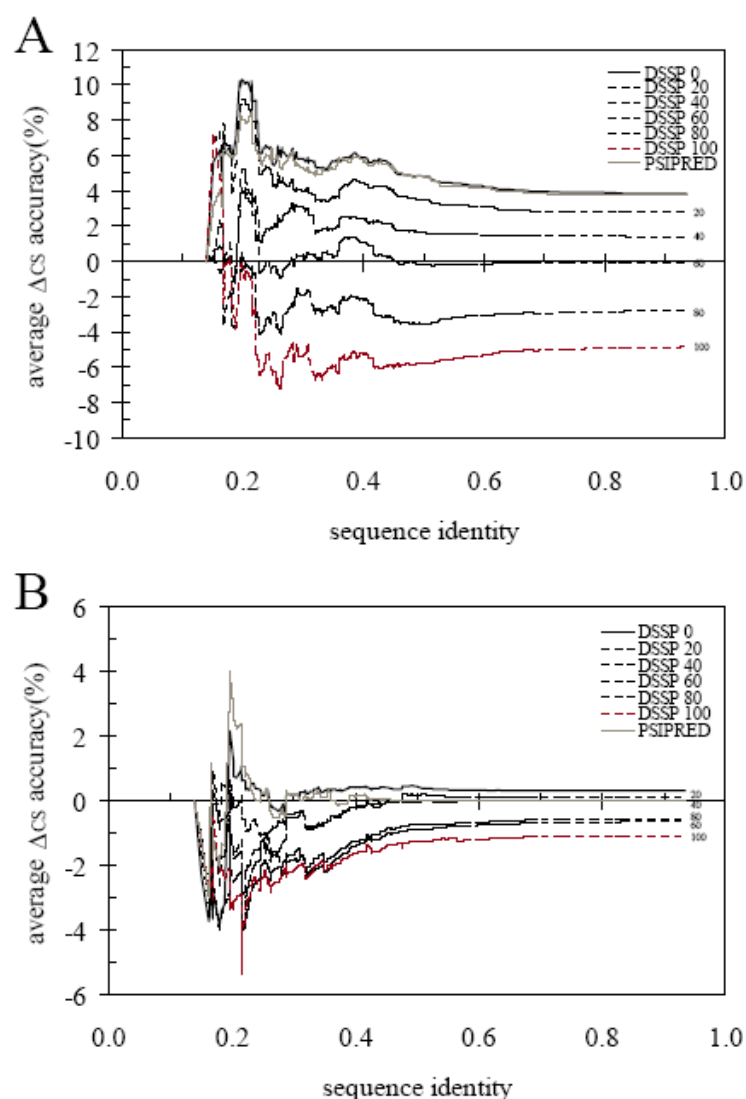 A
12
10
8
6
4
2
0
-2
-4
-6
-8
-10
average Δcs accuracy(%)
DSSP 0
DSSP 20
DSSP 40
DSSP 60
DSSP 80
DSSP 100
PSIPRED
20
40
60
80
100
0.0 0.2 0.4 0.6 0.8 1.0
sequence identity
B
6
4
2
0
-2
-4
-6
average Δcs accuracy(%)
DSSP 0
DSSP 20
DSSP 40
DSSP 60
DSSP 80
DSSP 100
PSIPRED
20
40
100
0.0 0.2 0.4 0.6 0.8 1.0
sequence identity